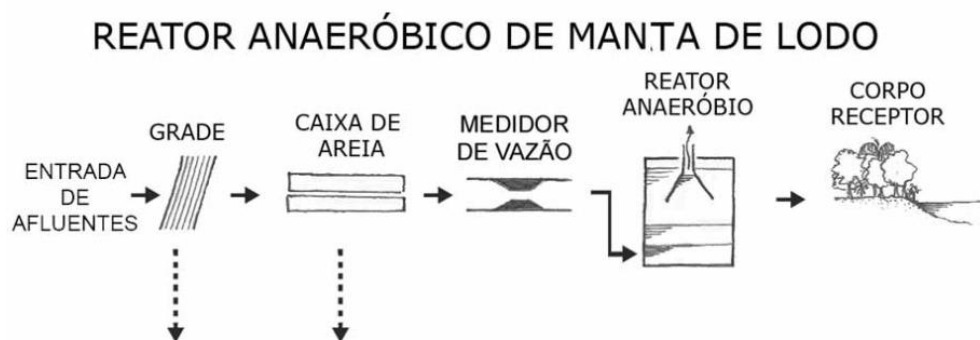 REATOR ANAERÓBICO DE MANTA DE LODO
ENTRADA
DE
AFLUENTES
GRADE
CAIXA DE
AREIA
MEDIDOR
DE VAZÃO
REATOR
ANAERÓBIO
CORPO
RECEPTOR